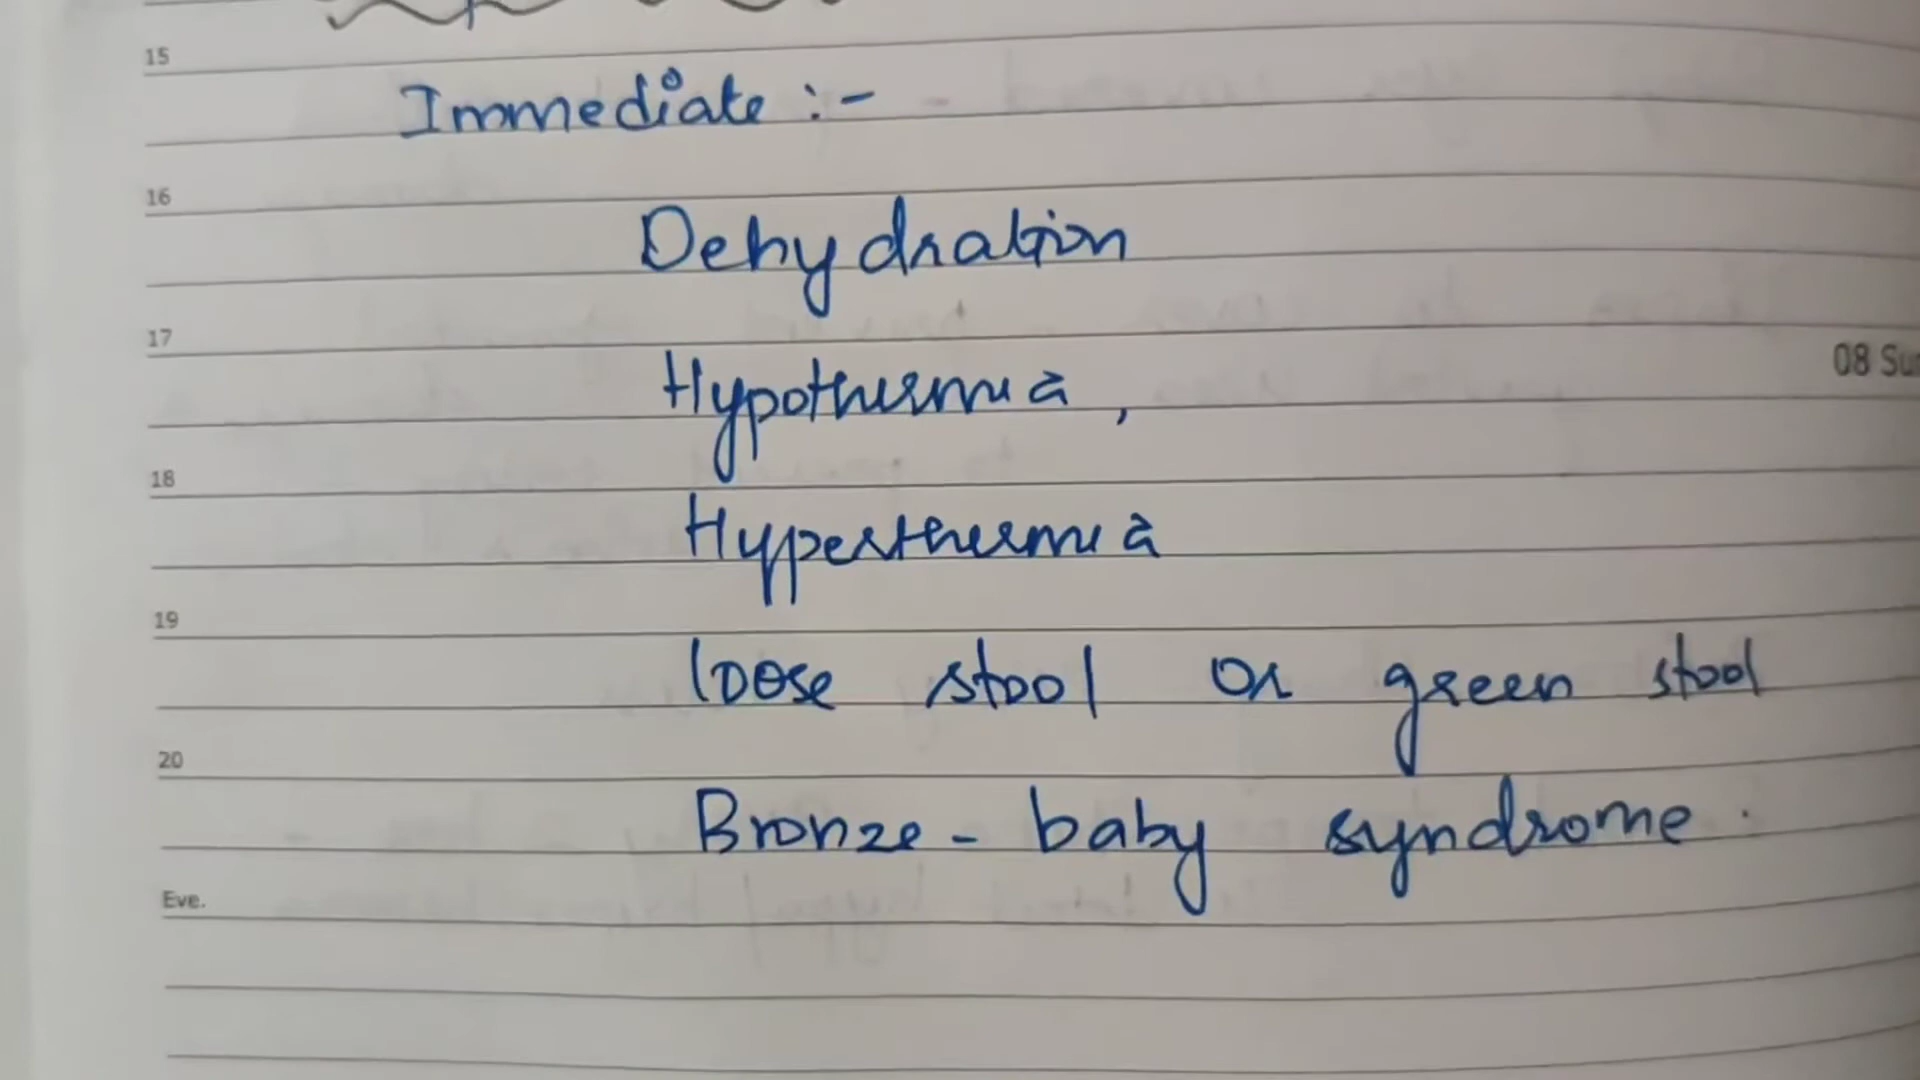 15
Immediate :-
16
Dehydration
17
Hypothermia,
08 Su
18
Hyperthermia
19
loose stool or green stool
20
Bronze - baby syndrome.
Eve.